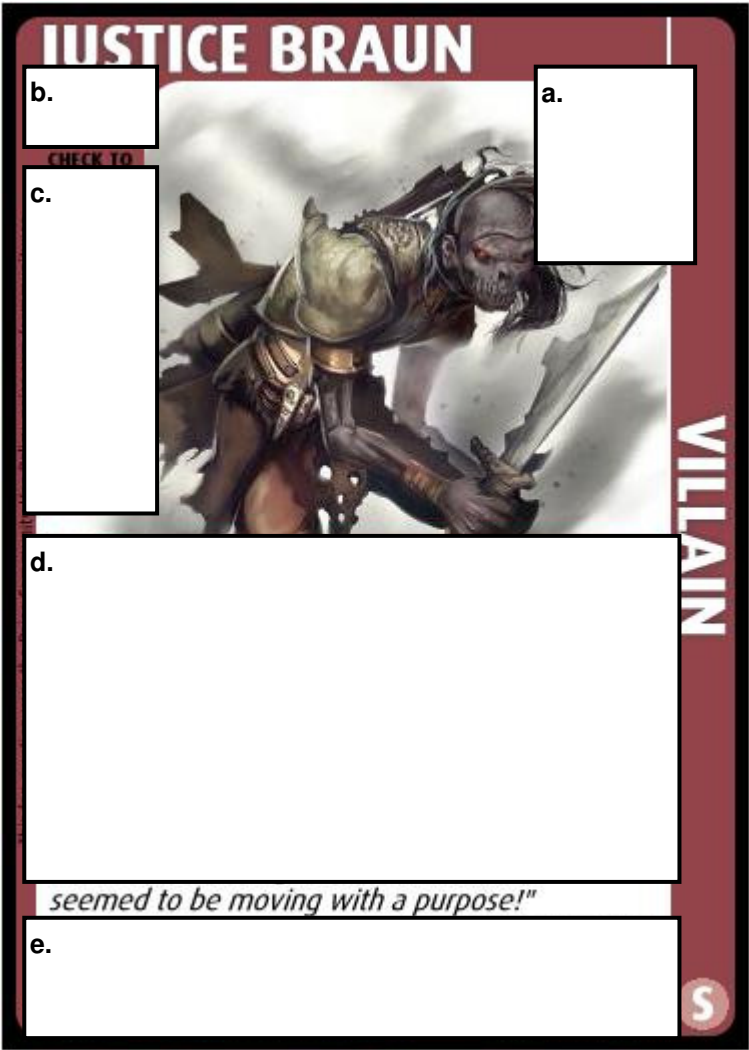 JUSTICE BRAUN
b.
a.
CHECK TO
c.
VILLAIN
d.
seemed to be moving with a purpose!"
e.
S